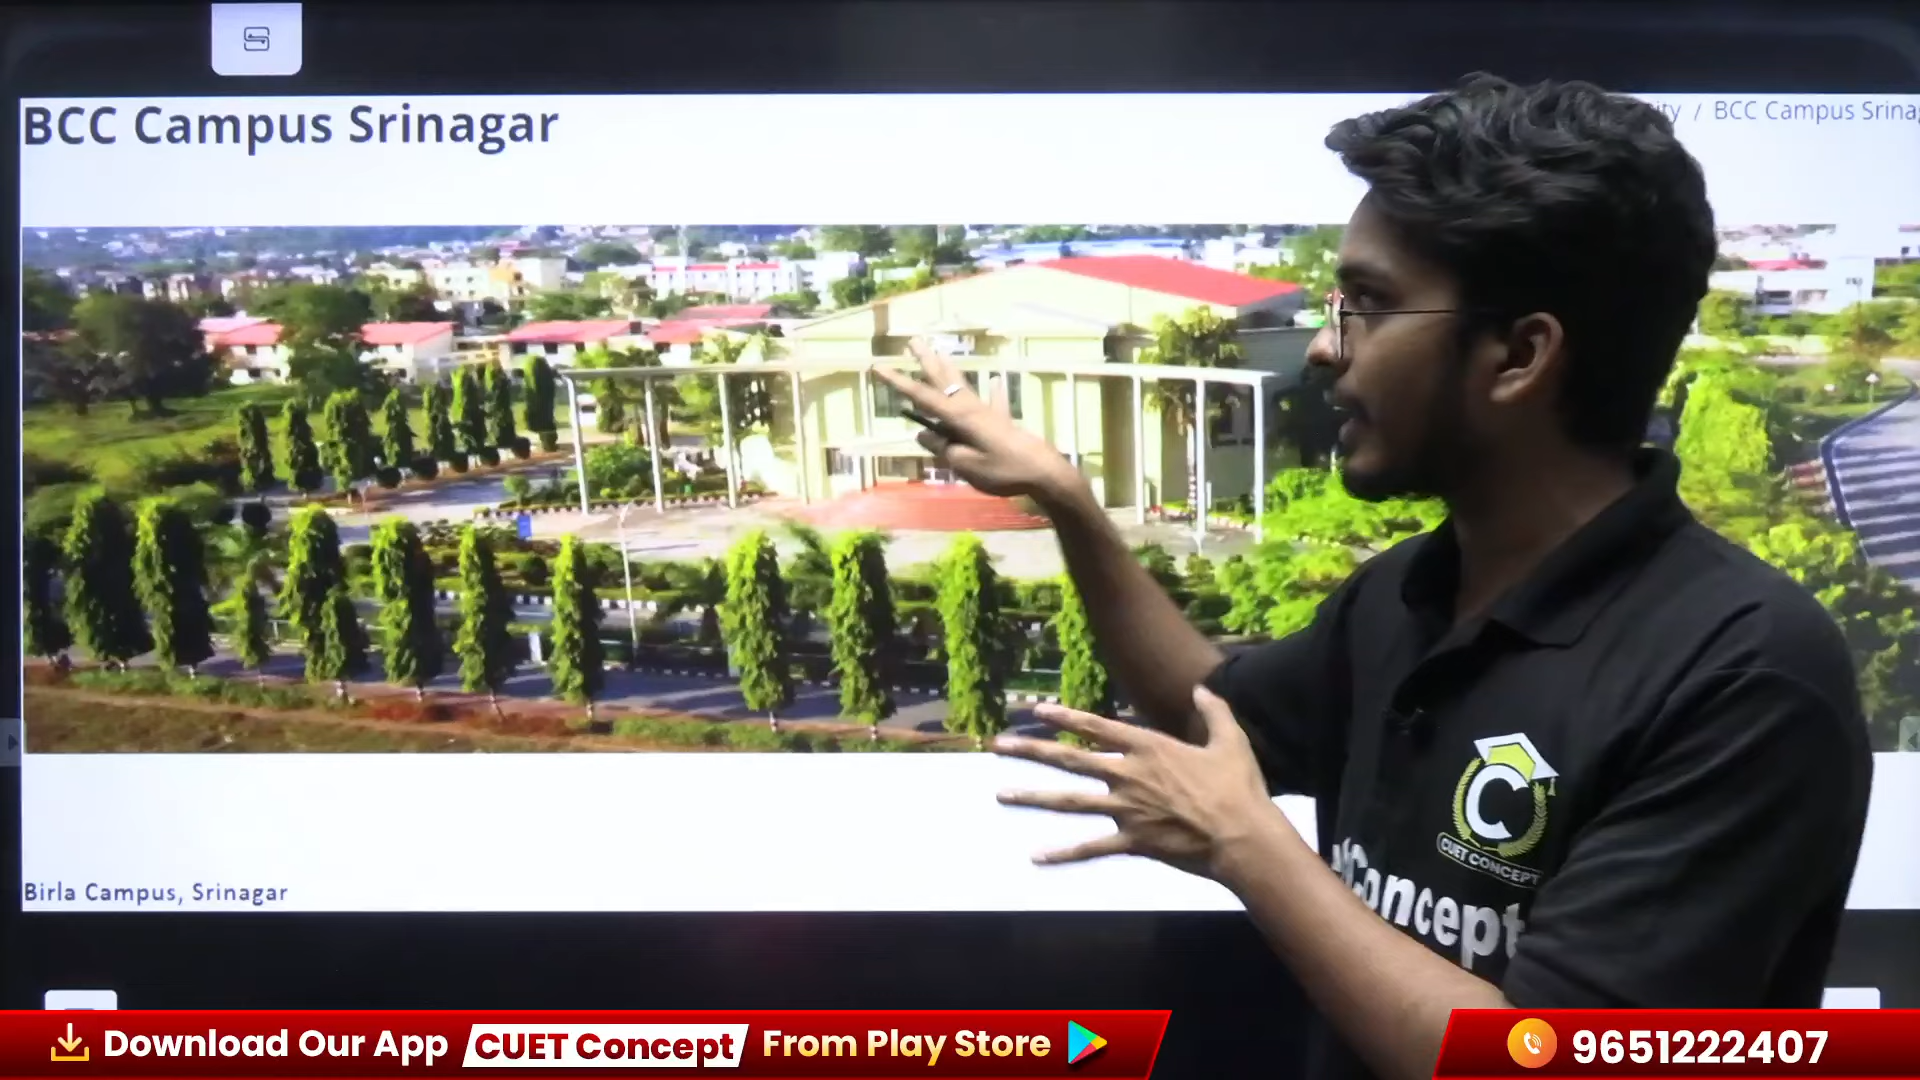 BCC Campus Srinagar
/ BCC Campus
Birla Campus, Srinagar
C
CUET CONCEPT
Concept
Download Our App CUET Concept From Play Store
9651222407